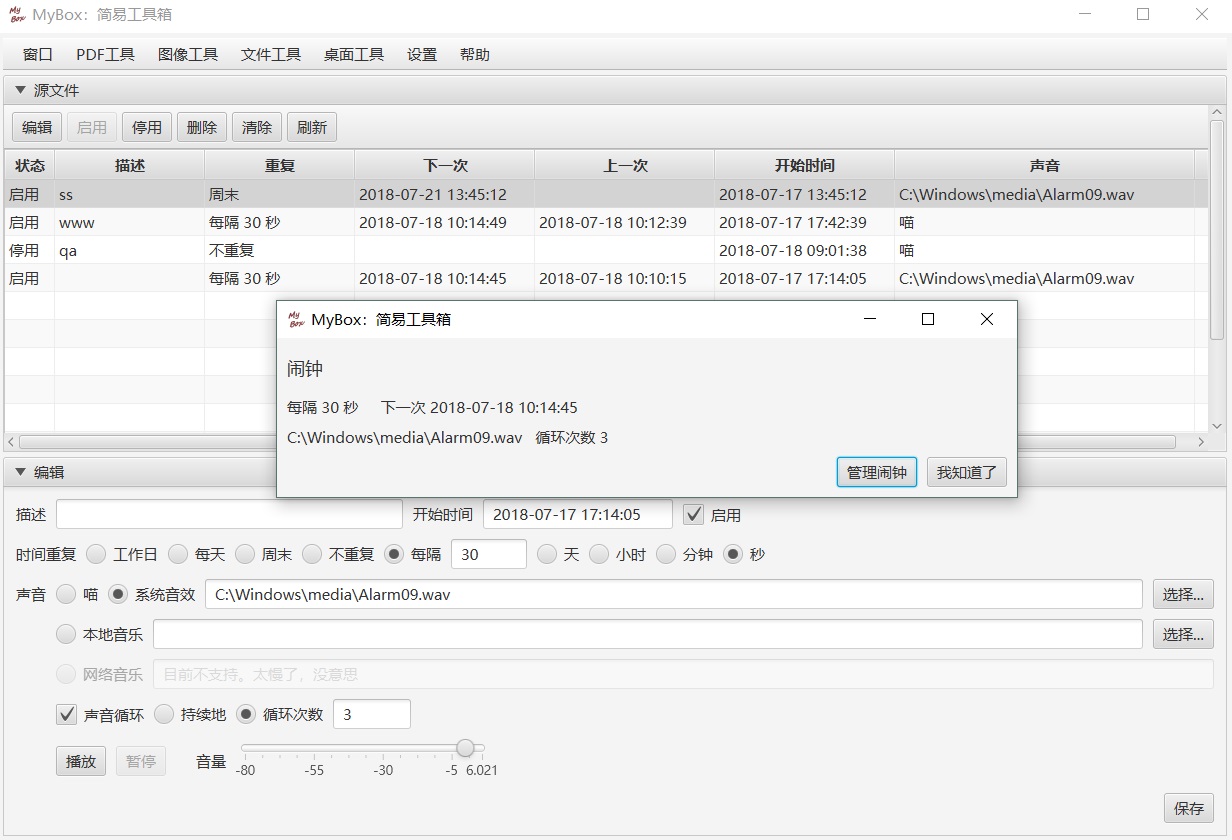 My Box MyBox：简易工具箱
窗口 PDF工具 图像工具 文件工具 桌面工具 设置 帮助
源文件
编辑 启用 停用 删除 清除 刷新
状态 描述 重复 下一次 上一次 开始时间 声音
启用 ss 周末 2018-07-21 13:45:12 2018-07-17 13:45:12 C:\Windows\media\Alarm09.wav
启用 www 每隔 30 秒 2018-07-18 10:14:49 2018-07-18 10:12:39 2018-07-17 17:42:39 喵
停用 qa 不重复 2018-07-18 09:01:38 喵
启用 每隔 30 秒 2018-07-18 10:14:45 2018-07-18 10:10:15 2018-07-17 17:14:05 C:\Windows\media\Alarm09.wav
My Box MyBox：简易工具箱
闹钟
每隔 30 秒 下一次 2018-07-18 10:14:45
C:\Windows\media\Alarm09.wav 循环次数 3
管理闹钟 我知道了
编辑
描述 开始时间 2018-07-17 17:14:05 启用
时间重复 工作日 每天 周末 不重复 每隔 30 天 小时 分钟 秒
声音 喵 系统音效 C:\Windows\media\Alarm09.wav 选择...
本地音乐 选择...
网络音乐 目前不支持。太慢了，没意思
声音循环 持续地 循环次数 3
播放 暂停 音量
-80 -55 -30 -5 6.021
保存